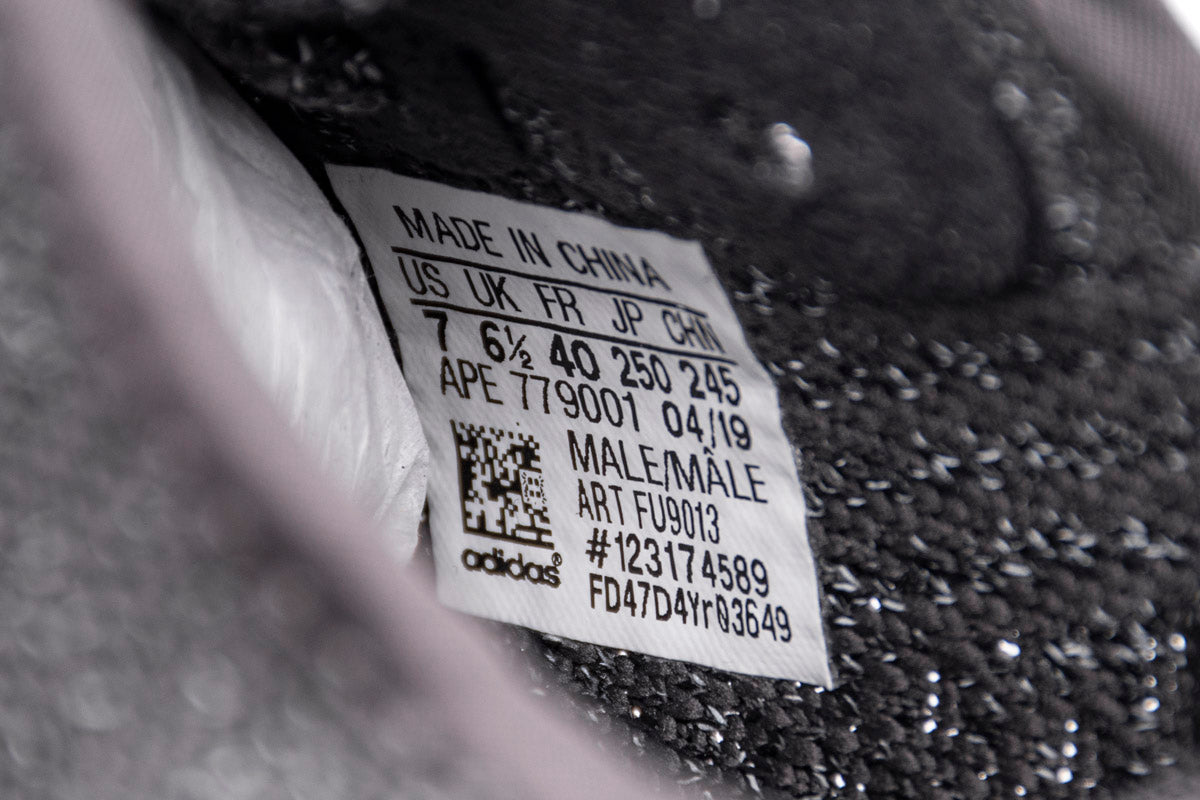 MADE IN CHINA
US UK FR JP CHN
7 6½ 40 250 245
APE 779001 04/19
MALE/MÂLE
ART FU9013
#123174589
FD47D4Yr03649
adidas®